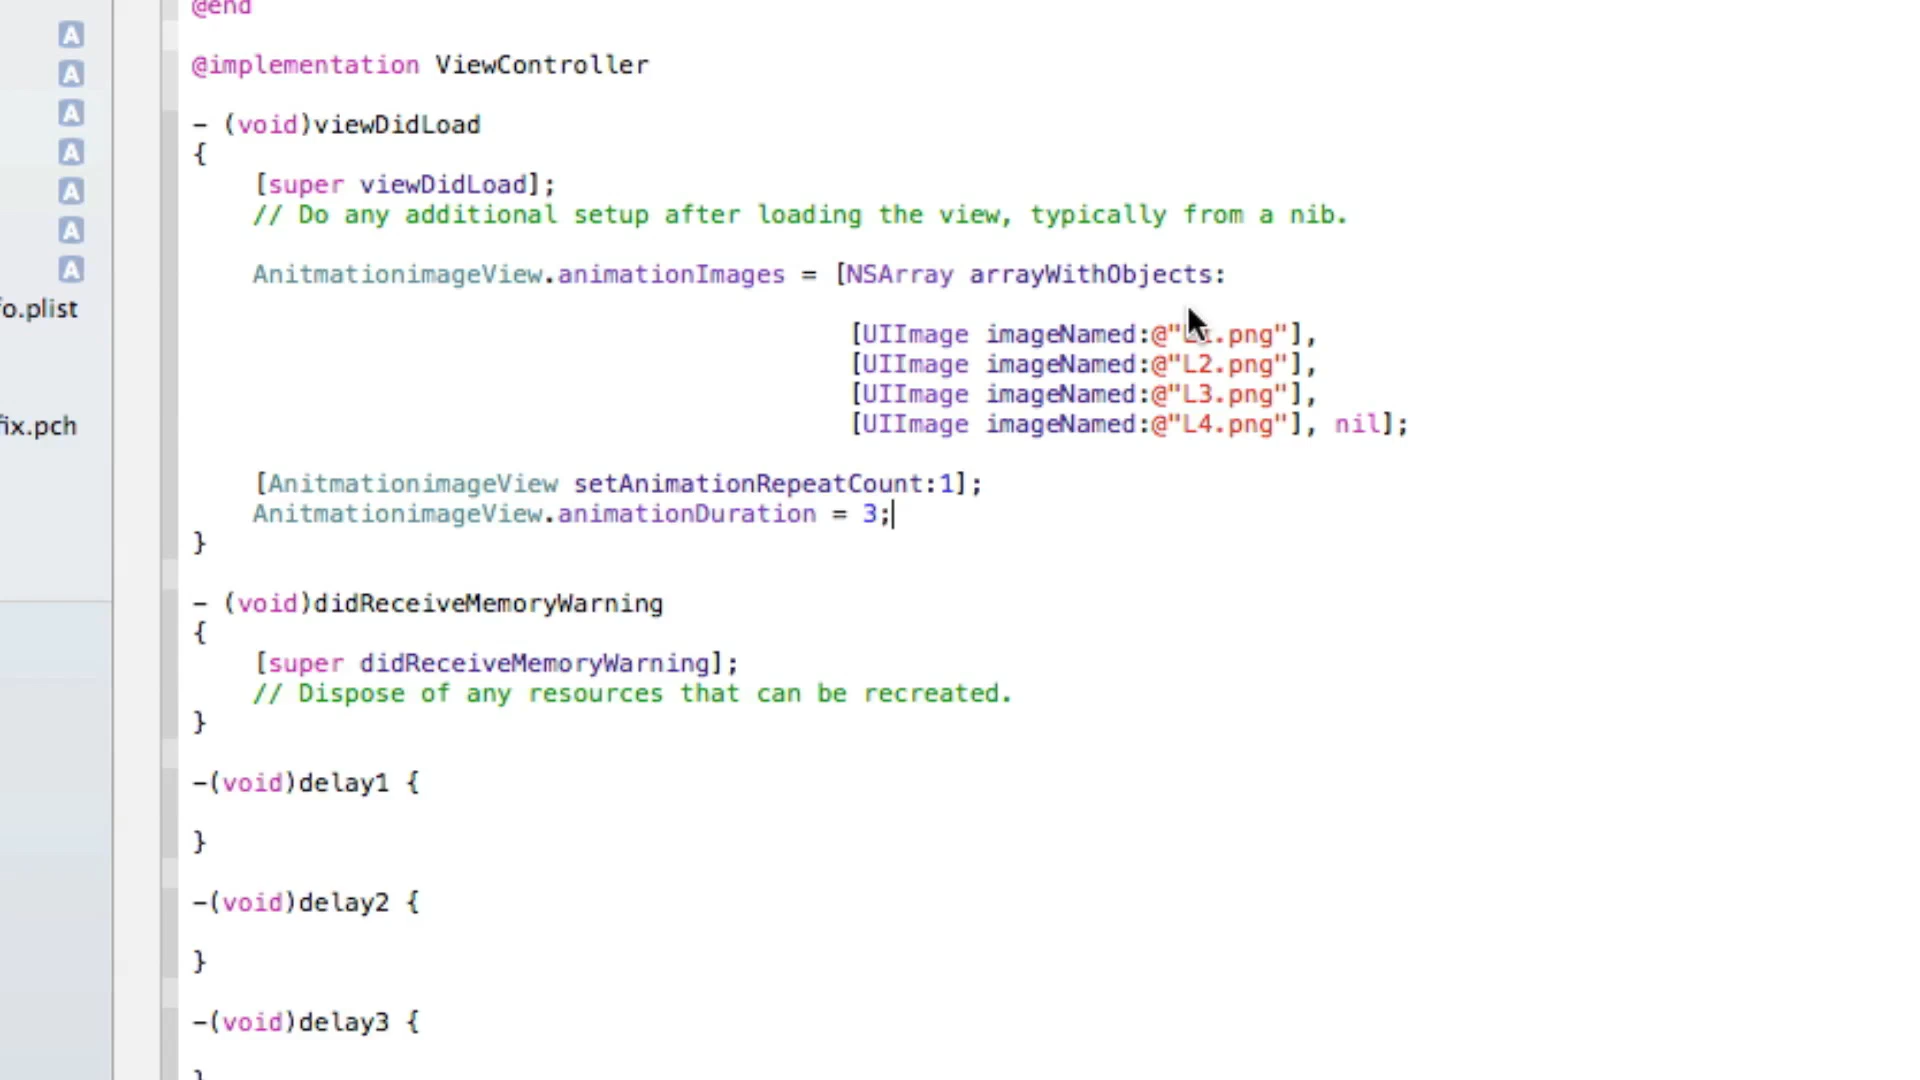 @end
A
@implementation ViewController
A
A
- (void)viewDidLoad
{
A
[super viewDidLoad];
A
// Do any additional setup after loading the view, typically from a nib.
A
A
AnitmationimageView.animationImages = [NSArray arrayWithObjects:
fo.plist
[UIImage imageNamed:@" .png"],
[UIImage imageNamed:@"L2.png"],
[UIImage imageNamed:@"L3.png"],
[UIImage imageNamed:@"L4.png"], nil];
fix.pch
[AnitmationimageView setAnimationRepeatCount:1];
AnitmationimageView.animationDuration = 3;
}
- (void)didReceiveMemoryWarning
{
[super didReceiveMemoryWarning];
// Dispose of any resources that can be recreated.
}
-(void)delay1 {
}
-(void)delay2 {
}
-(void)delay3 {
}